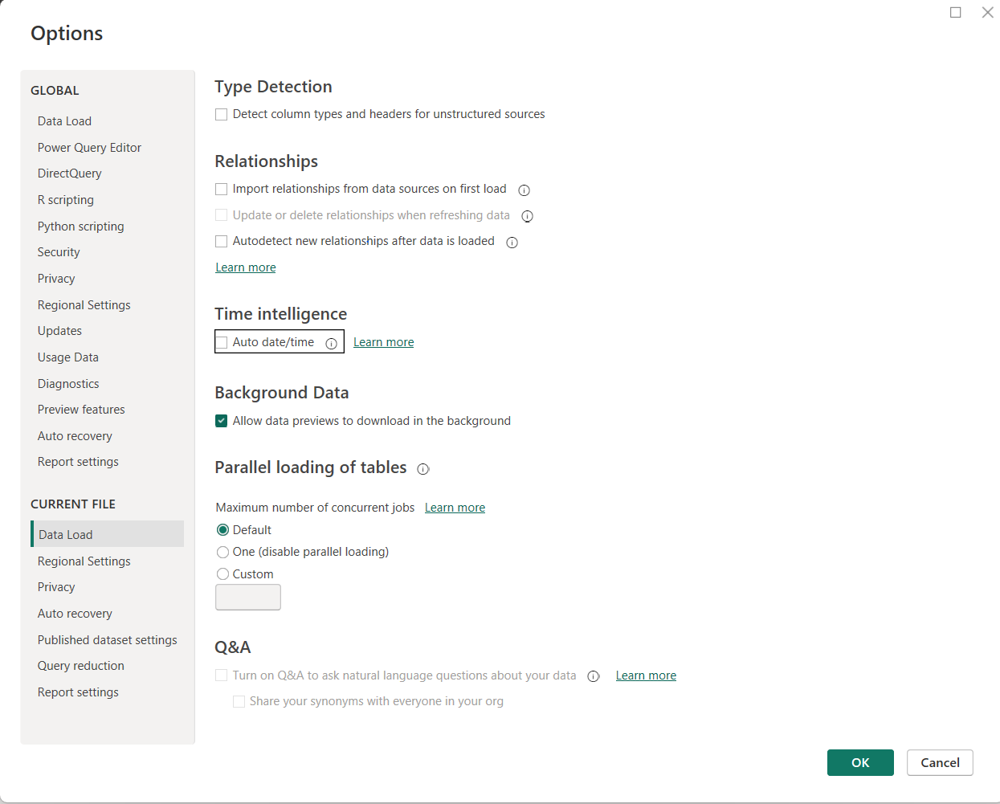 Options
GLOBAL
Data Load
Power Query Editor
DirectQuery
R scripting
Python scripting
Security
Privacy
Regional Settings
Updates
Usage Data
Diagnostics
Preview features
Auto recovery
Report settings
CURRENT FILE
Data Load
Regional Settings
Privacy
Auto recovery
Published dataset settings
Query reduction
Report settings
Type Detection
Detect column types and headers for unstructured sources
Relationships
Import relationships from data sources on first load
Update or delete relationships when refreshing data
Autodetect new relationships after data is loaded
Learn more
Time intelligence
Auto date/time Learn more
Background Data
Allow data previews to download in the background
Parallel loading of tables
Maximum number of concurrent jobs Learn more
Default
One (disable parallel loading)
Custom
Q&A
Turn on Q&A to ask natural language questions about your data Learn more
Share your synonyms with everyone in your org
OK Cancel